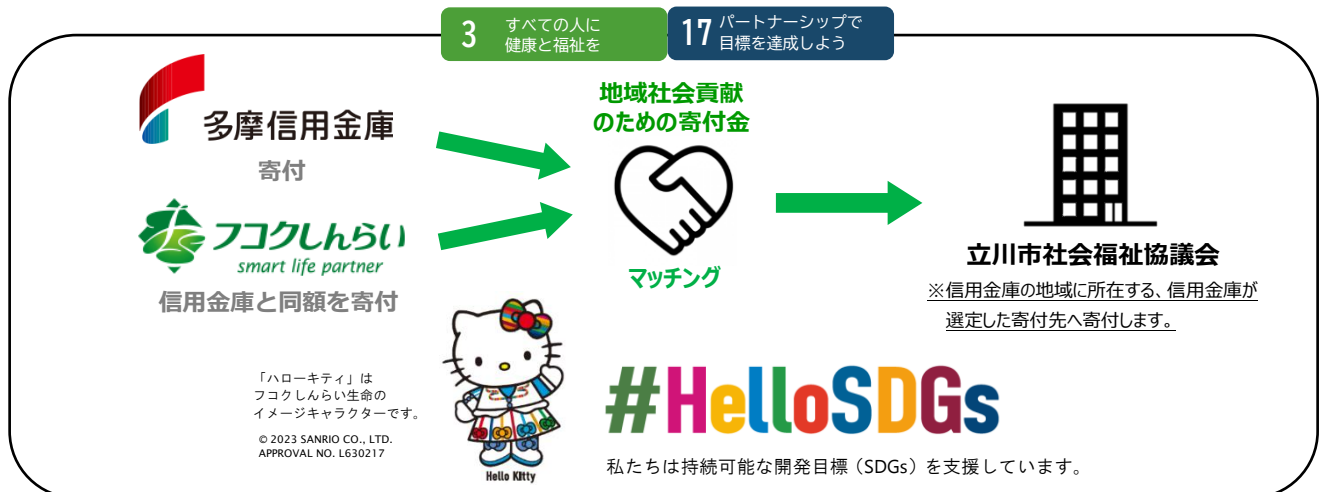 3 すべての人に
健康と福祉を
17 パートナーシップで
目標を達成しよう
多摩信用金庫
寄付
フコクしんらい
smart life partner
信用金庫と同額を寄付
地域社会貢献
のための寄付金
マッチング
立川市社会福祉協議会
※信用金庫の地域に所在する、信用金庫が
選定した寄付先へ寄付します。
「ハローキティ」は
フコクしんらい生命の
イメージキャラクターです。
© 2023 SANRIO CO., LTD.
APPROVAL NO. L630217
Hello Kitty
#HelloSDGs
私たちは持続可能な開発目標（SDGs）を支援しています。